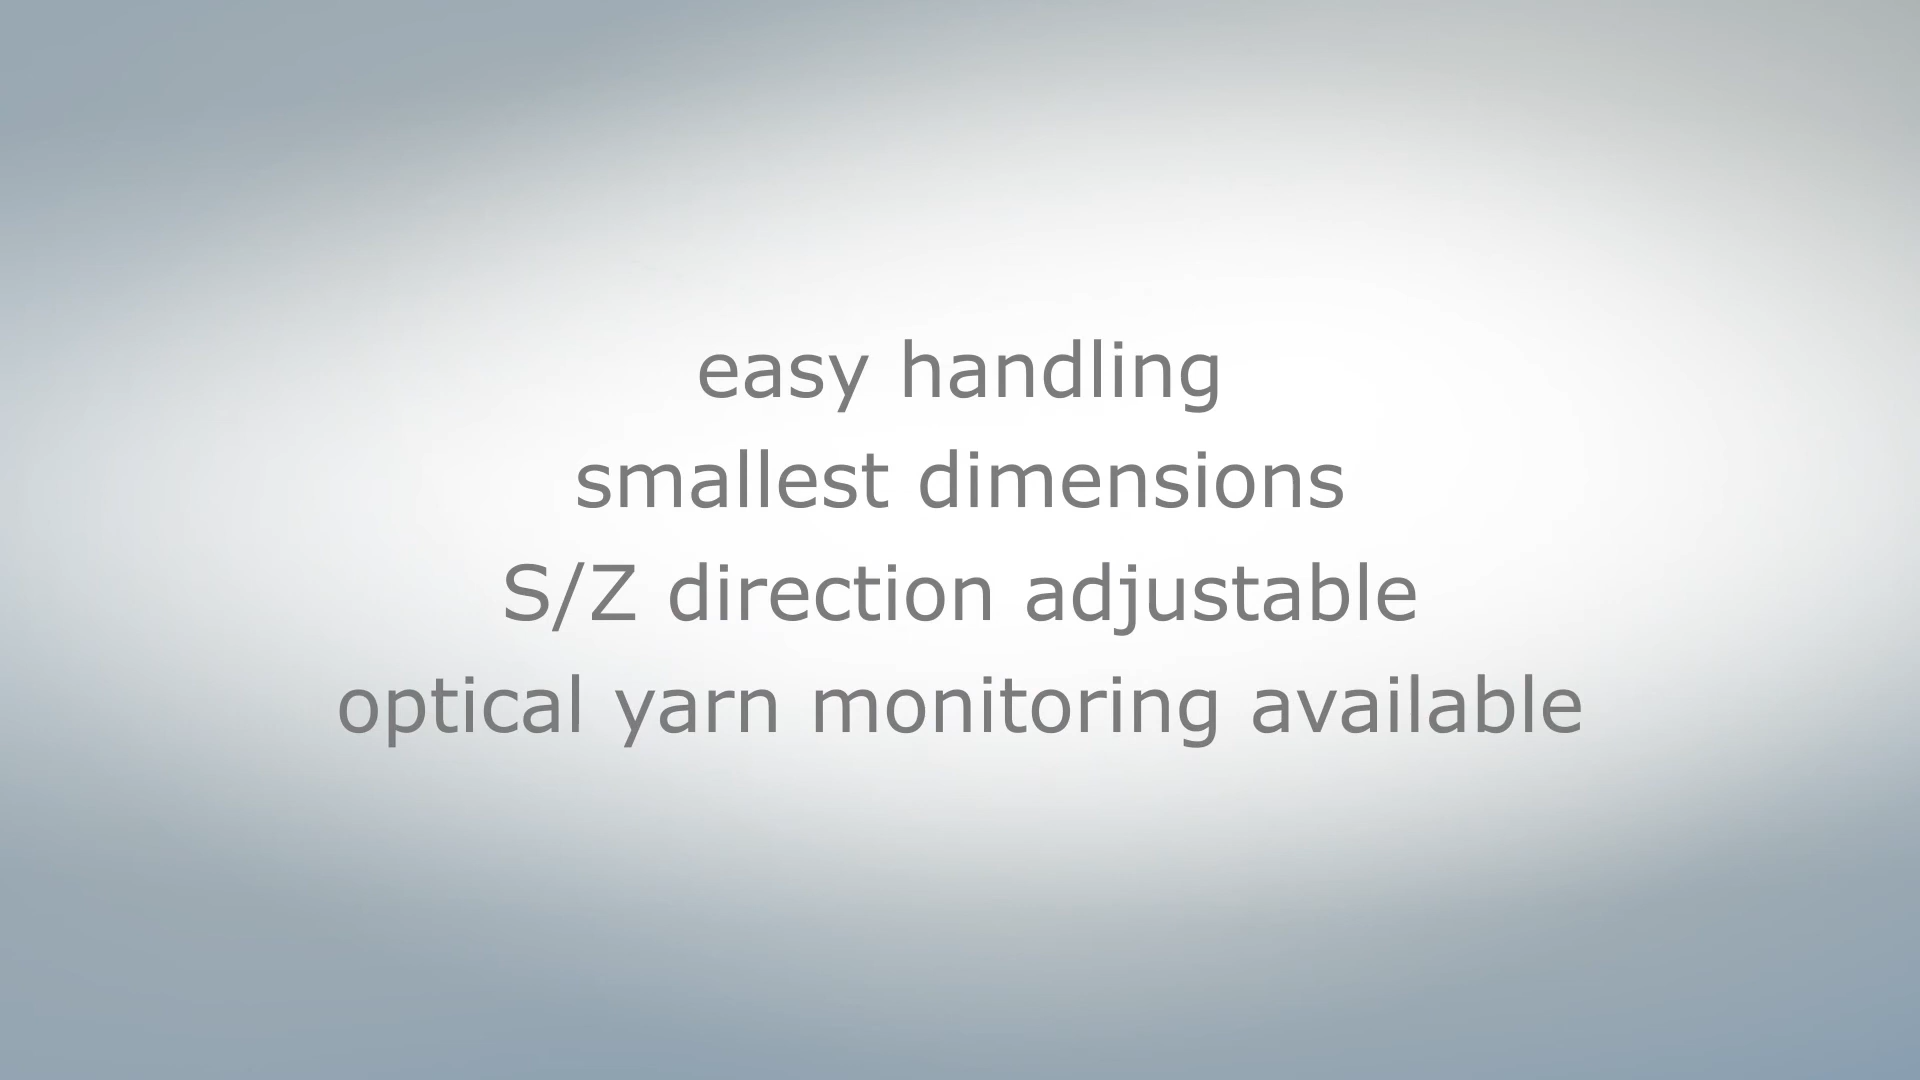 easy handling
smallest dimensions
S/Z direction adjustable
optical yarn monitoring available